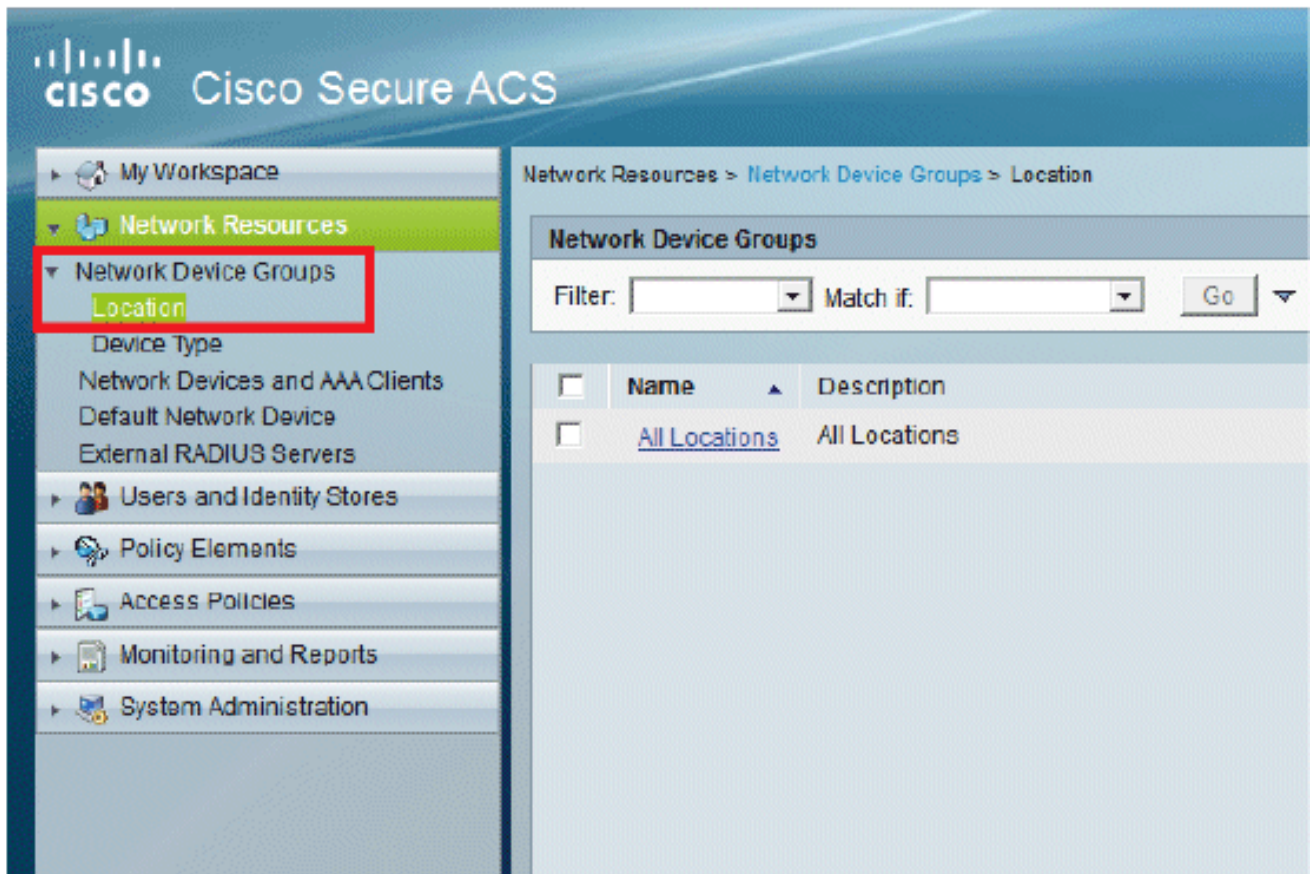 CISCO Cisco Secure ACS
My Workspace
Network Resources
Network Device Groups
Location
Device Type
Network Devices and AAA Clients
Default Network Device
External RADIUS Servers
Users and Identity Stores
Policy Elements
Access Policies
Monitoring and Reports
System Administration
Network Resources > Network Device Groups > Location
Network Device Groups
Filter: Match if: Go
Name Description
All Locations All Locations